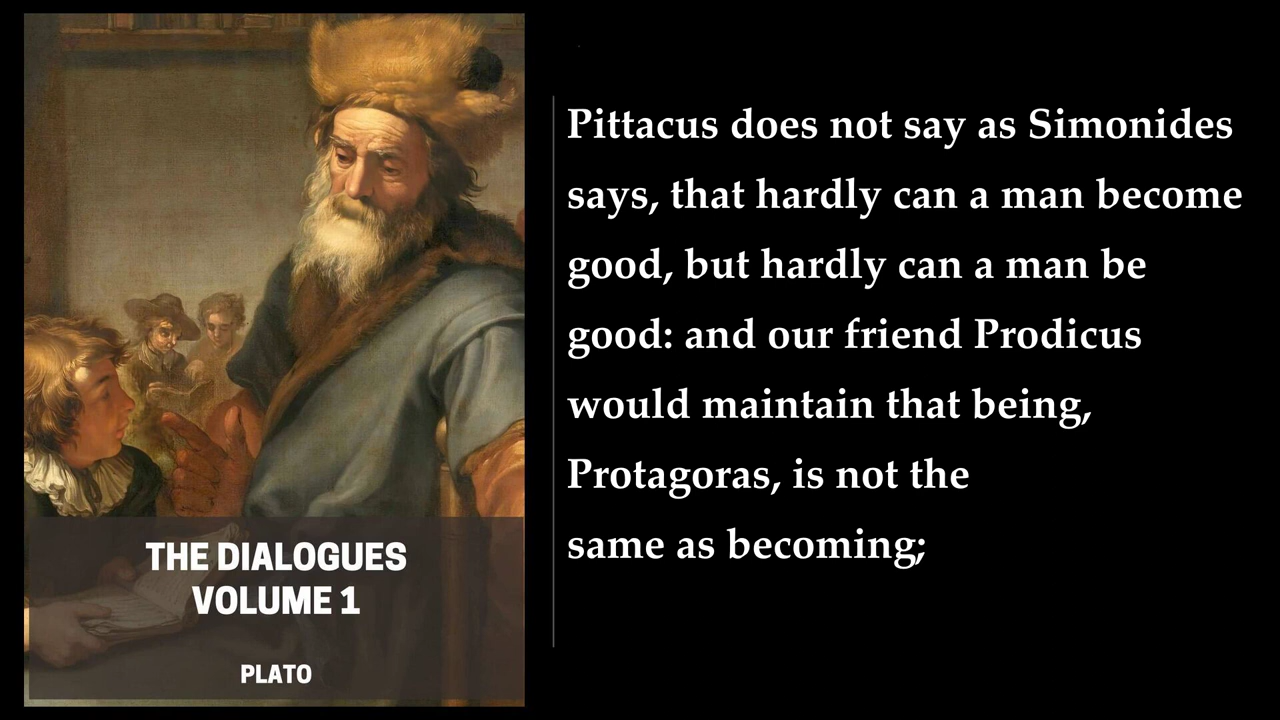 THE DIALOGUES
VOLUME 1
PLATO
Pittacus does not say as Simonides
says, that hardly can a man become
good, but hardly can a man be
good: and our friend Prodicus
would maintain that being,
Protagoras, is not the
same as becoming;